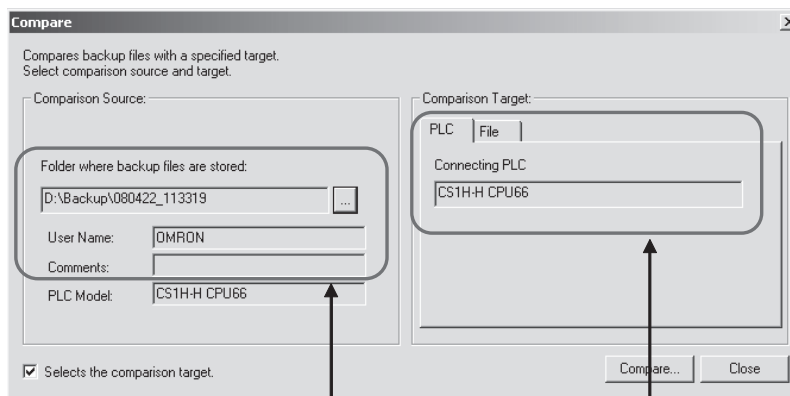 Compare
Compares backup files with a specified target.
Select comparison source and target.
Comparison Source:
Folder where backup files are stored:
D:\Backup\080422_113319
...
User Name: OMRON
Comments:
PLC Model: CS1H-H CPU66
Comparison Target:
PLC File
Connecting PLC
CS1H-H CPU66
Selects the comparison target.
Compare... Close